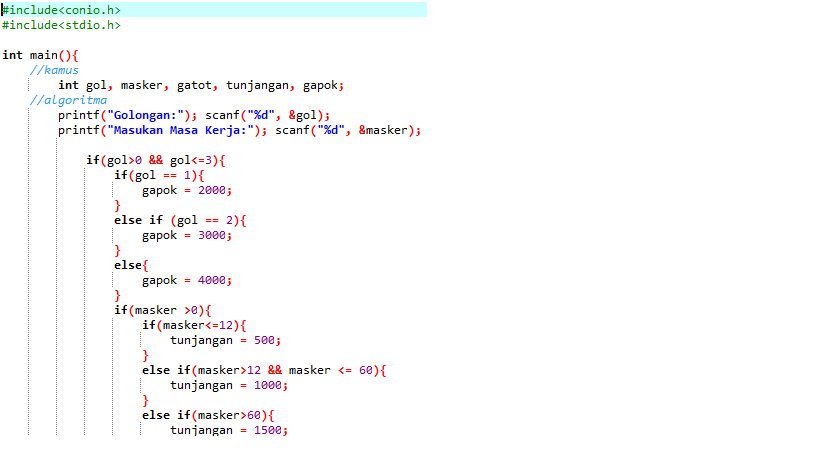 #include<conio.h>
#include<stdio.h>
int main(){
//kamus
int gol, masker, gatot, tunjangan, gapok;
//algoritma
printf("Golongan:"); scanf("%d", &gol);
printf("Masukan Masa Kerja:"); scanf("%d", &masker);
if(gol>0 && gol<=3){
if(gol == 1){
gapok = 2000;
}
else if (gol == 2){
gapok = 3000;
}
else{
gapok = 4000;
}
if(masker >0){
if(masker<=12){
tunjangan = 500;
}
else if(masker>12 && masker <= 60){
tunjangan = 1000;
}
else if(masker>60){
tunjangan = 1500;